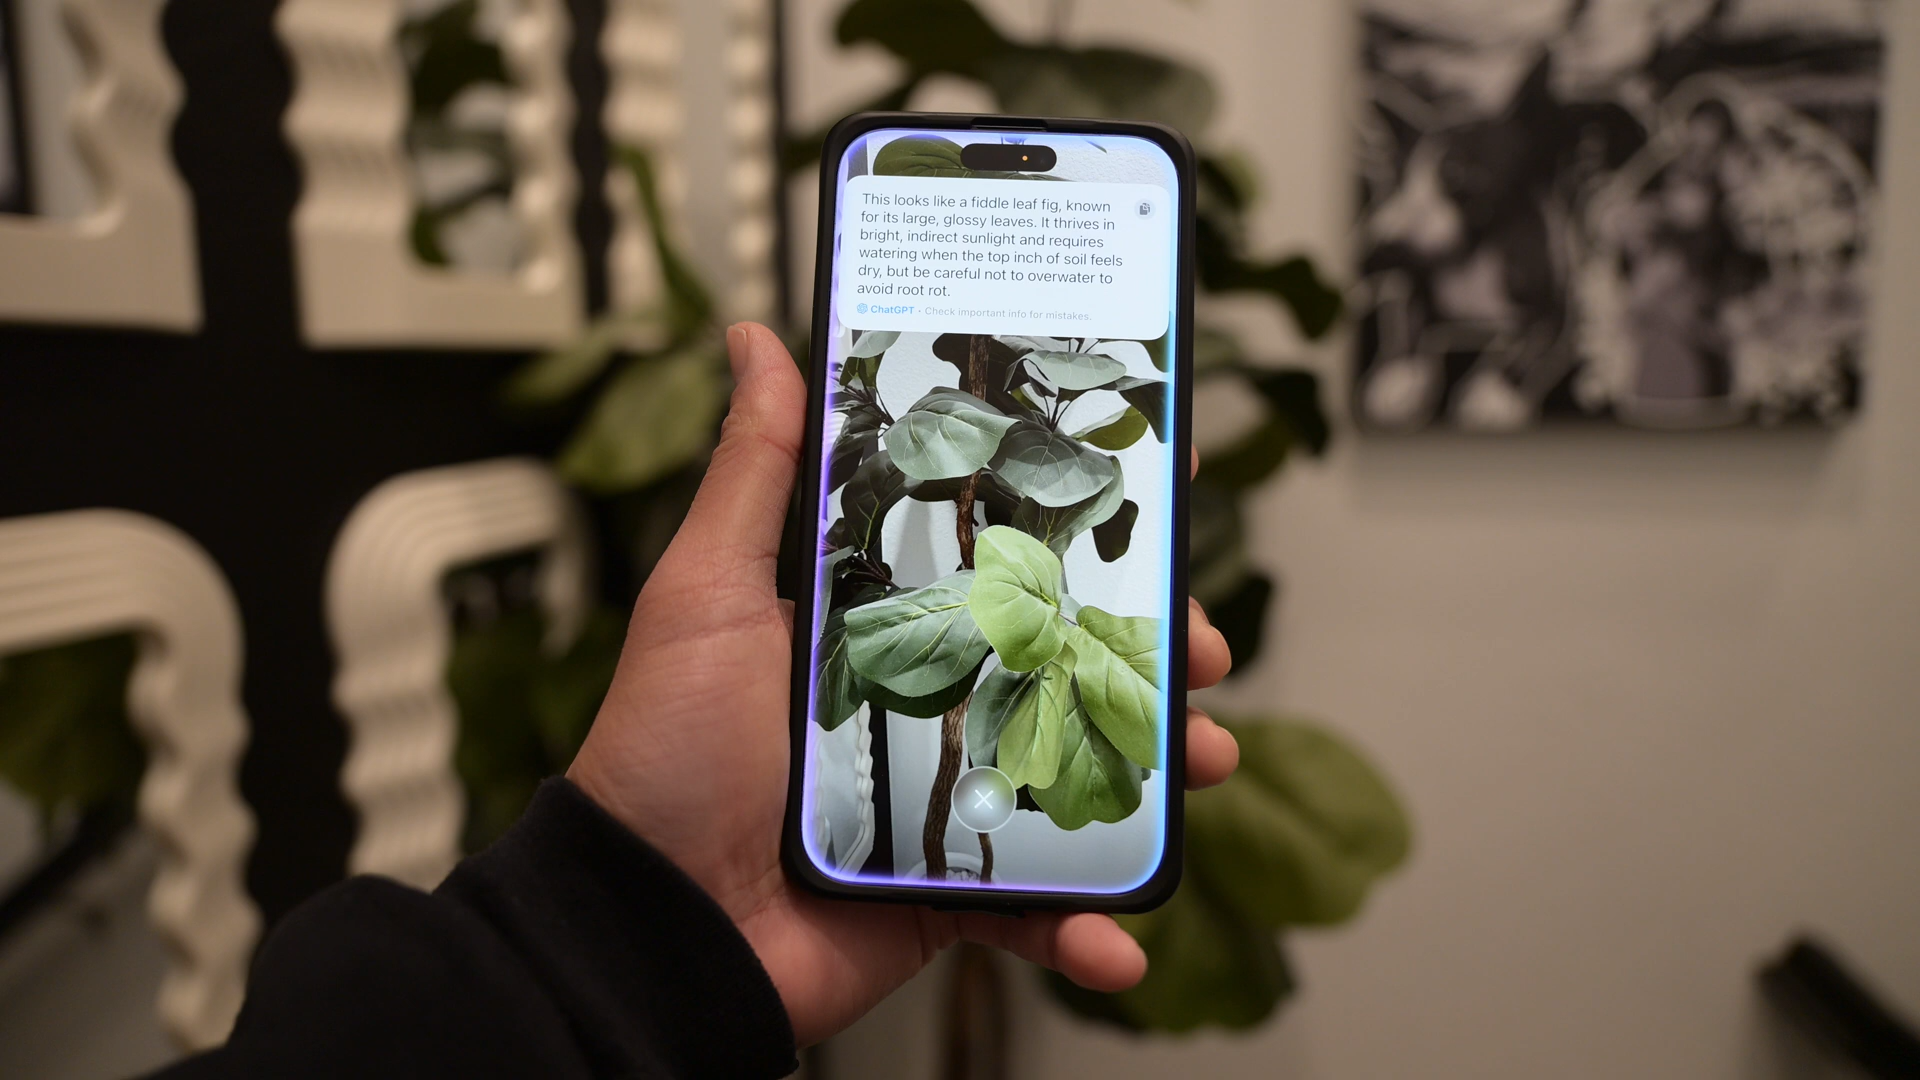 This looks like a fiddle leaf fig, known
for its large, glossy leaves. It thrives in
bright, indirect sunlight and requires
watering when the top inch of soil feels
dry, but be careful not to overwater to
avoid root rot.
ChatGPT • Check important info for mistakes.